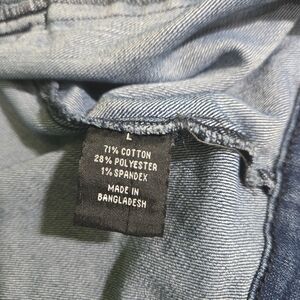 L
71% COTTON
28% POLYESTER
1% SPANDEX
MADE IN
BANGLADESH